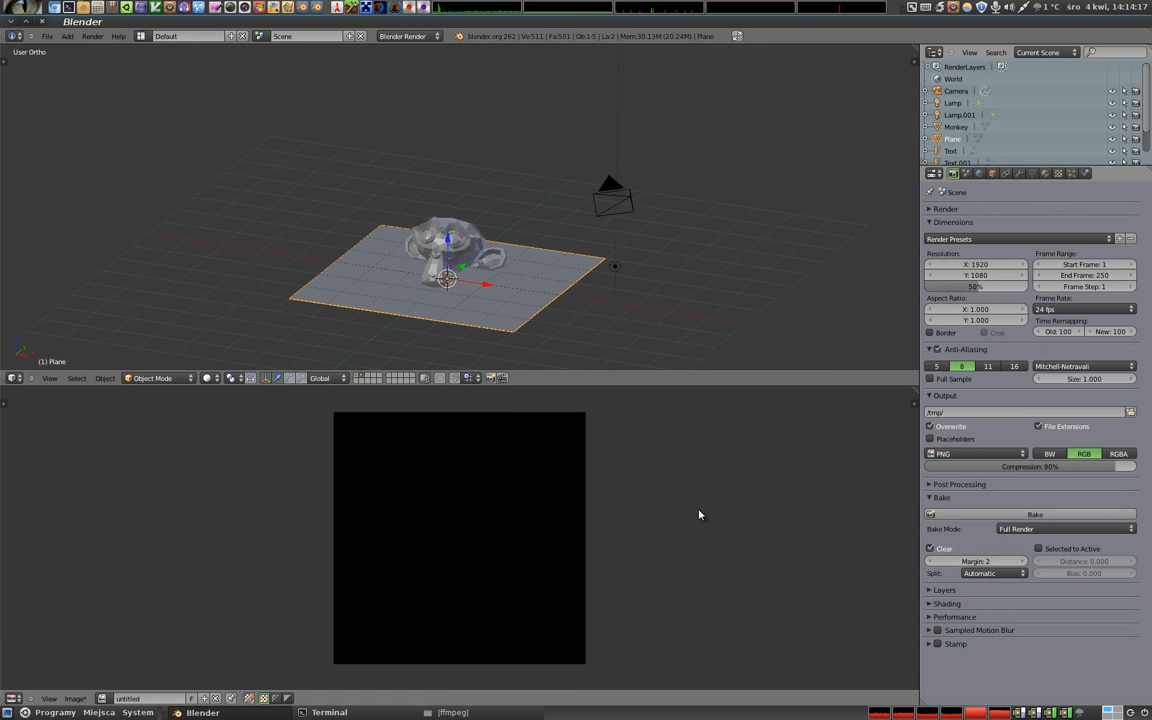 1 °C śro 4 kwi, 14:14:17
Blender
File Add Render Help Default Scene Blender Render blender.org 262 | Ve:511 | Fa:501 | Ob:1-5 | La:2 | Mem:30.13M (20.24M) | Plane
View Search Current Scene
User Ortho
RenderLayers
World
Camera
Lamp
Lamp.001
Monkey
Plane
Text
Text.001
Scene
Render
Dimensions
Render Presets
Resolution: Frame Range:
X: 1920 Start Frame: 1
Y: 1080 End Frame: 250
50% Frame Step: 1
Aspect Ratio: Frame Rate:
X: 1.000 24 fps
Y: 1.000 Time Remapping:
Border Crop Old: 100 New: 100
Anti-Aliasing
5 8 11 16 Mitchell-Netravali
Full Sample Size: 1.000
Output
/tmp/
Overwrite File Extensions
Placeholders
PNG BW RGB RGBA
Compression: 90%
Post Processing
Bake
Bake
Bake Mode: Full Render
Clear Selected to Active
Margin: 2 Distance: 0.000
Split: Automatic Bias: 0.000
Layers
Shading
Performance
Sampled Motion Blur
Stamp
(1) Plane
View Select Object Object Mode Global
View Image* untitled F
Programy Miejsca System Blender Terminal [ffmpeg]